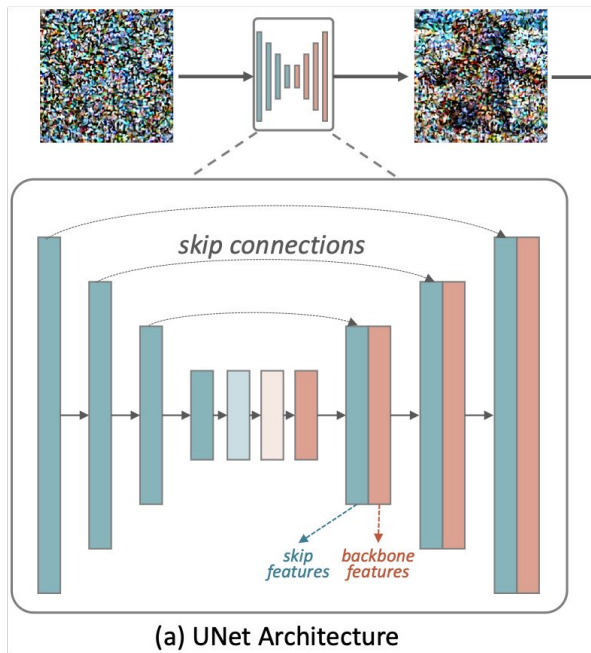 skip connections
skip
features
backbone
features
(a) UNet Architecture